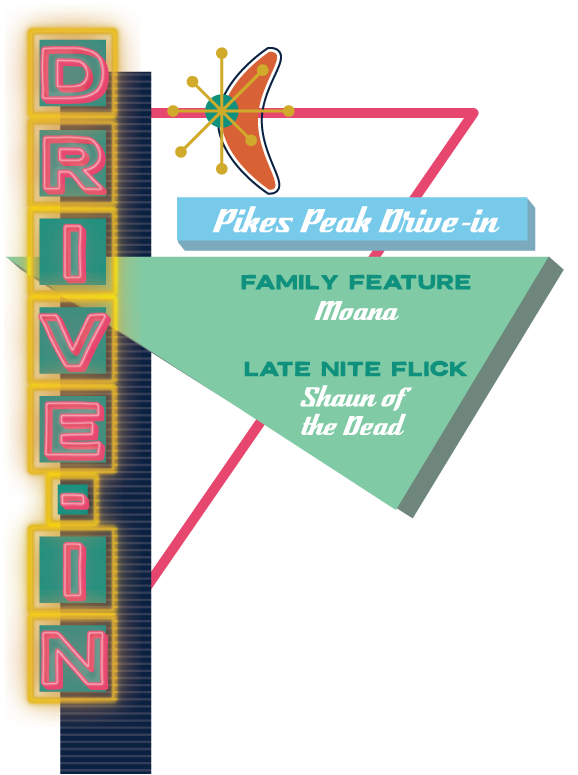 DRIVE-IN
Pikes Peak Drive-in
FAMILY FEATURE
Moana
LATE NITE FLICK
Shaun of
the Dead